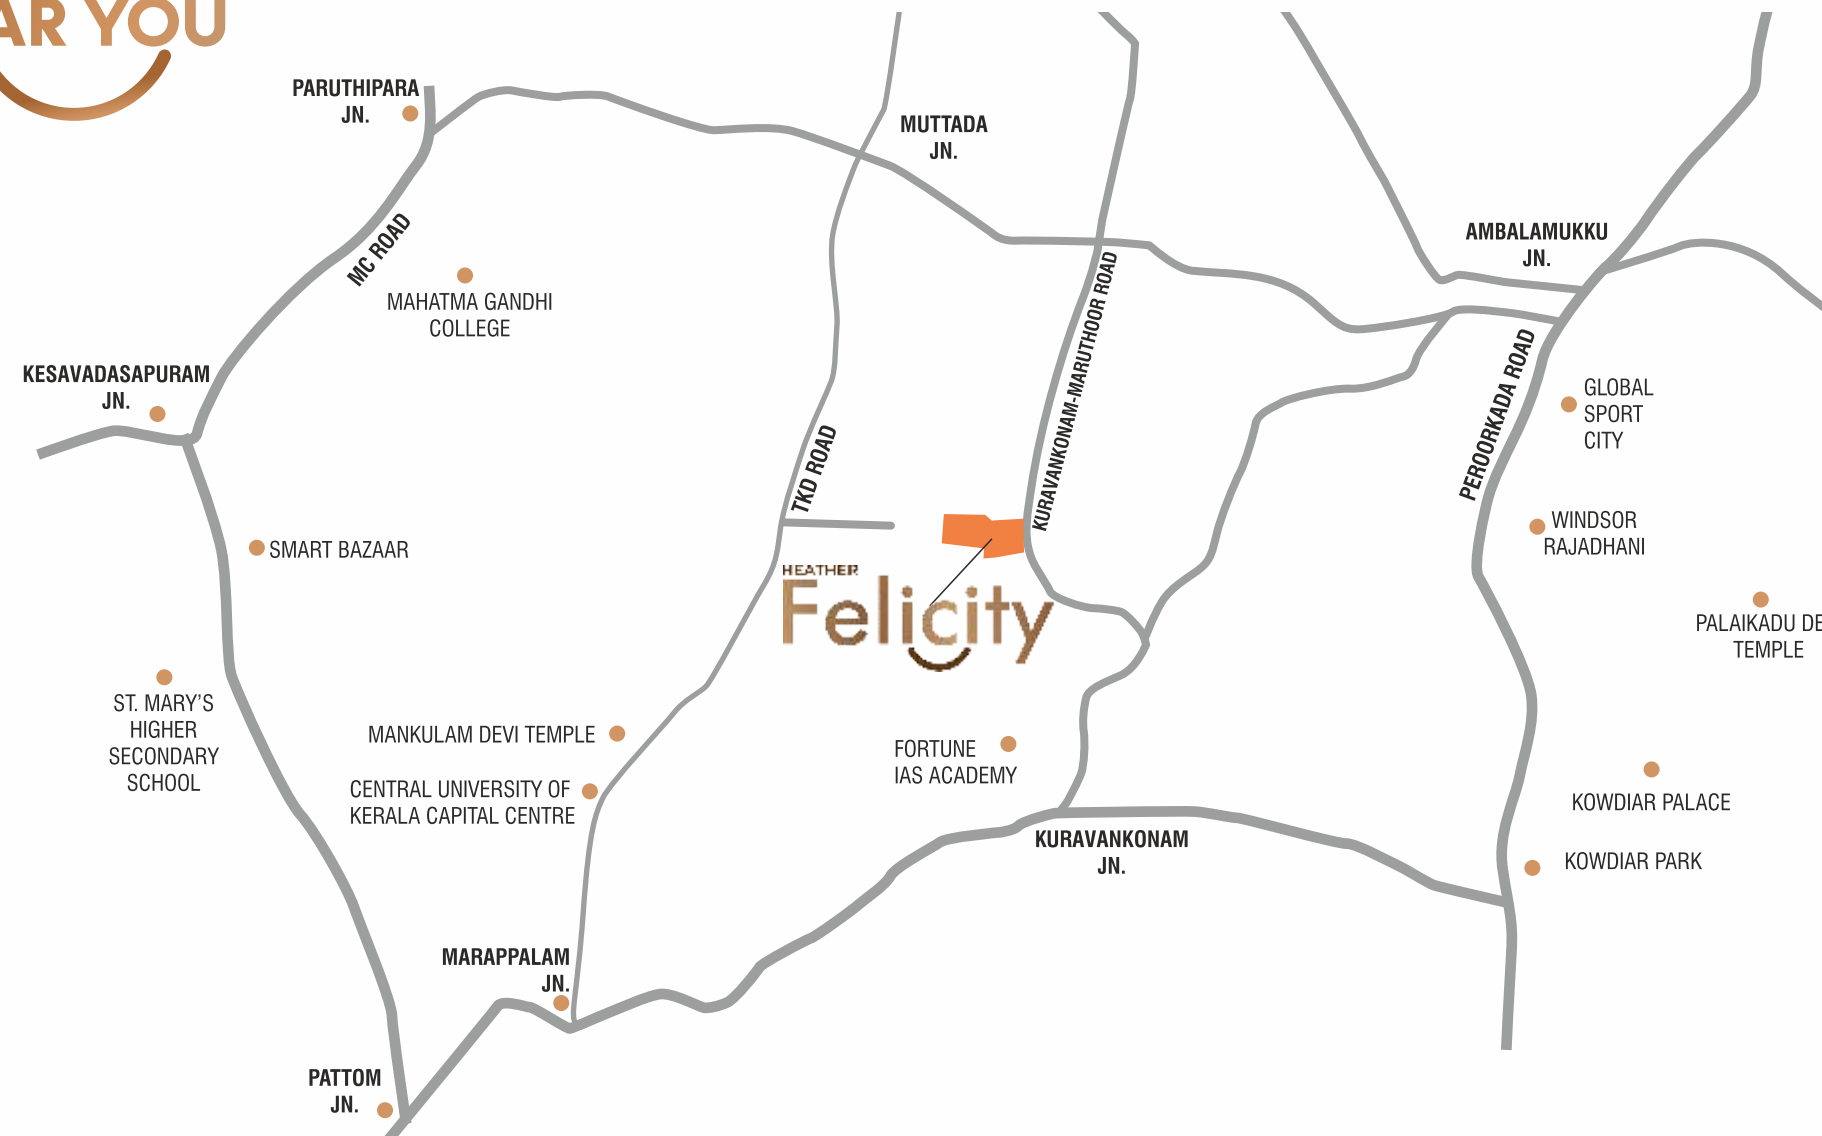 AR YOU
PARUTHIPARA
JN.
MUTTADA
JN.
MC ROAD
AMBALAMUKKU
JN.
MAHATMA GANDHI
COLLEGE
KURAVANKONAM-MARUTHOOR ROAD
KESAVADASAPURAM
JN.
PEROORKADA ROAD
GLOBAL
SPORT
CITY
TKD ROAD
WINDSOR
RAJADHANI
SMART BAZAAR
HEATHER
Felicity
PALAIKADU DE
TEMPLE
ST. MARY'S
HIGHER
SECONDARY
SCHOOL
MANKULAM DEVI TEMPLE
FORTUNE
IAS ACADEMY
CENTRAL UNIVERSITY OF
KERALA CAPITAL CENTRE
KOWDIAR PALACE
KURAVANKONAM
JN.
KOWDIAR PARK
MARAPPALAM
JN.
PATTOM
JN.